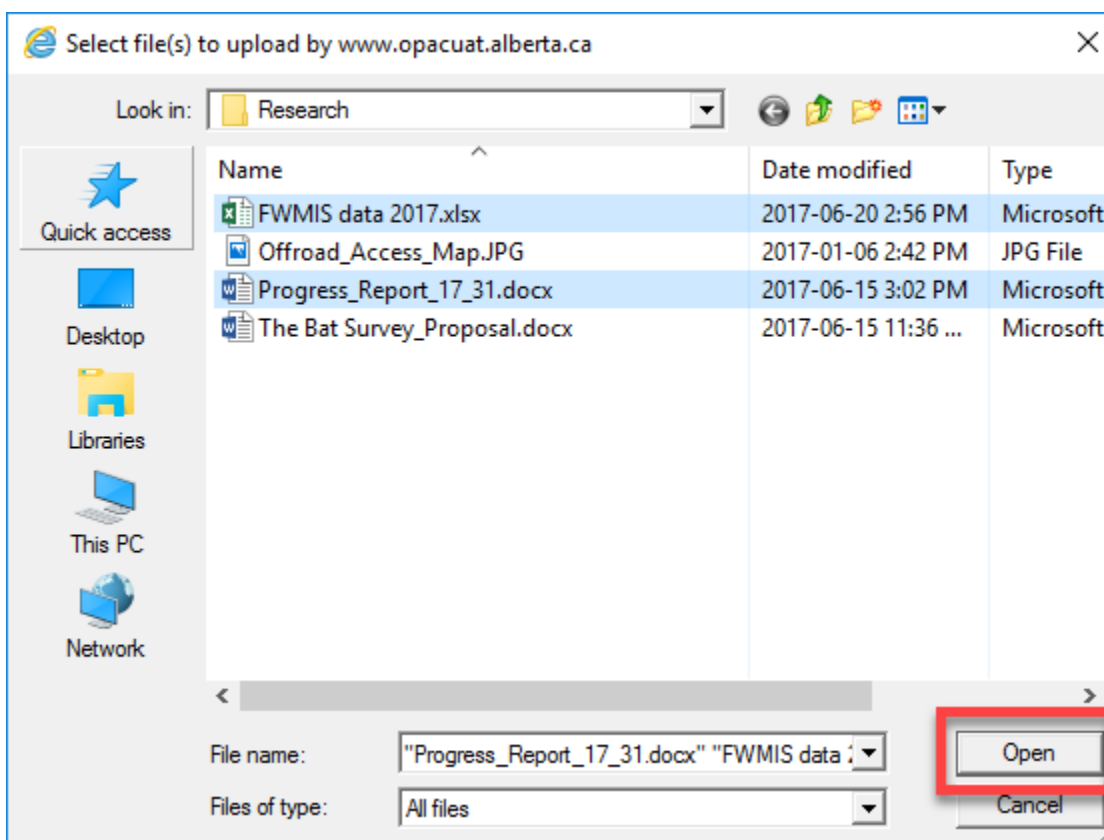 Select file(s) to upload by www.opacuat.alberta.ca
Look in: Research
Name Date modified Type
FWMIS data 2017.xlsx 2017-06-20 2:56 PM Microsoft
Offroad_Access_Map.JPG 2017-01-06 2:42 PM JPG File
Progress_Report_17_31.docx 2017-06-15 3:02 PM Microsoft
The Bat Survey_Proposal.docx 2017-06-15 11:36 ... Microsoft
Quick access
Desktop
Libraries
This PC
Network
File name: "Progress_Report_17_31.docx" "FWMIS data Open
Files of type: All files Cancel